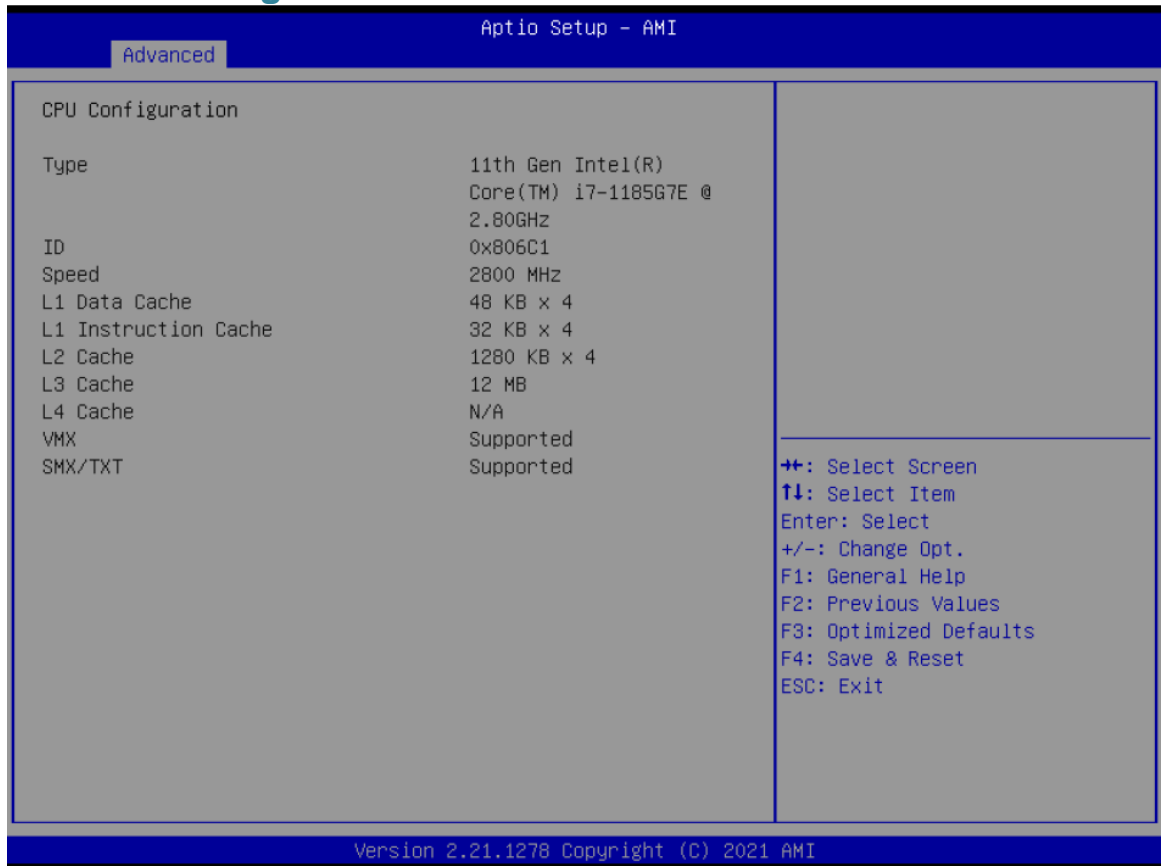 Aptio Setup – AMI
Advanced
CPU Configuration
Type 11th Gen Intel(R)
Core(TM) i7-1185G7E @
2.80GHz
ID 0x806C1
Speed 2800 MHz
L1 Data Cache 48 KB x 4
L1 Instruction Cache 32 KB x 4
L2 Cache 1280 KB x 4
L3 Cache 12 MB
L4 Cache N/A
VMX Supported
SMX/TXT Supported
→←: Select Screen
↑↓: Select Item
Enter: Select
+/-: Change Opt.
F1: General Help
F2: Previous Values
F3: Optimized Defaults
F4: Save & Reset
ESC: Exit
Version 2.21.1278 Copyright (C) 2021 AMI